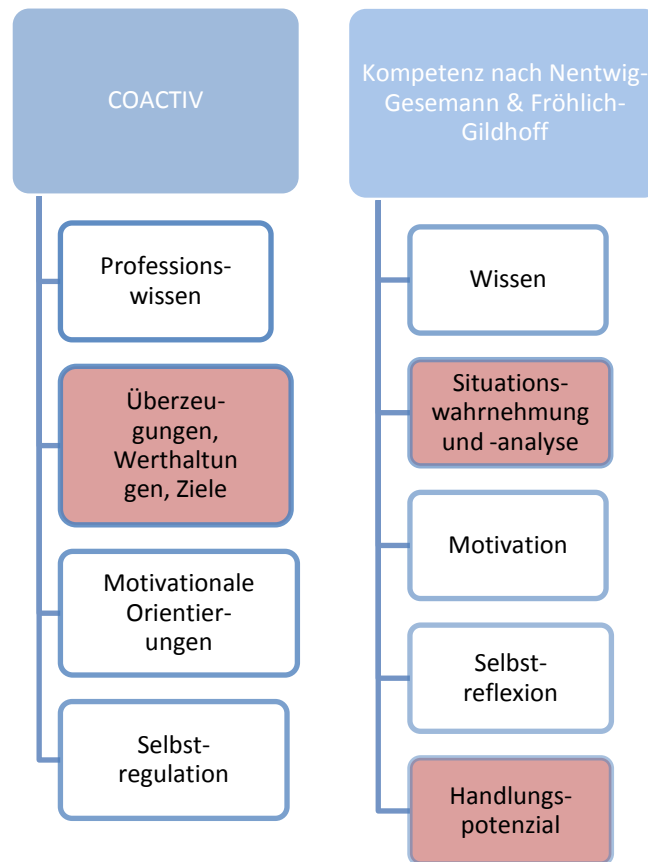 COACTIV
Professions-
wissen
Überzeu-
gungen,
Werthaltun
gen, Ziele
Motivationale
Orientier-
ungen
Selbst-
regulation
Kompetenz nach Nentwig-
Gesemann & Fröhlich-
Gildhoff
Wissen
Situations-
wahrnehmung
und -analyse
Motivation
Selbst-
reflexion
Handlungs-
potenzial